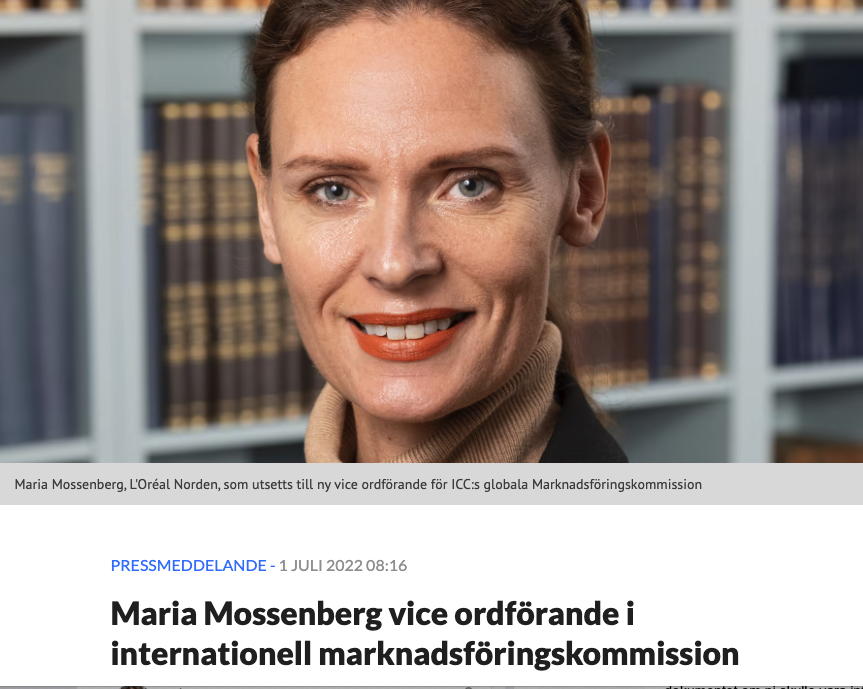 Maria Mossenberg, L'Oréal Norden, som utsetts till ny vice ordförande för ICC:s globala Marknadsföringskommission
PRESSMEDDELANDE - 1 JULI 2022 08:16
Maria Mossenberg vice ordförande i
internationell marknadsföringskommission